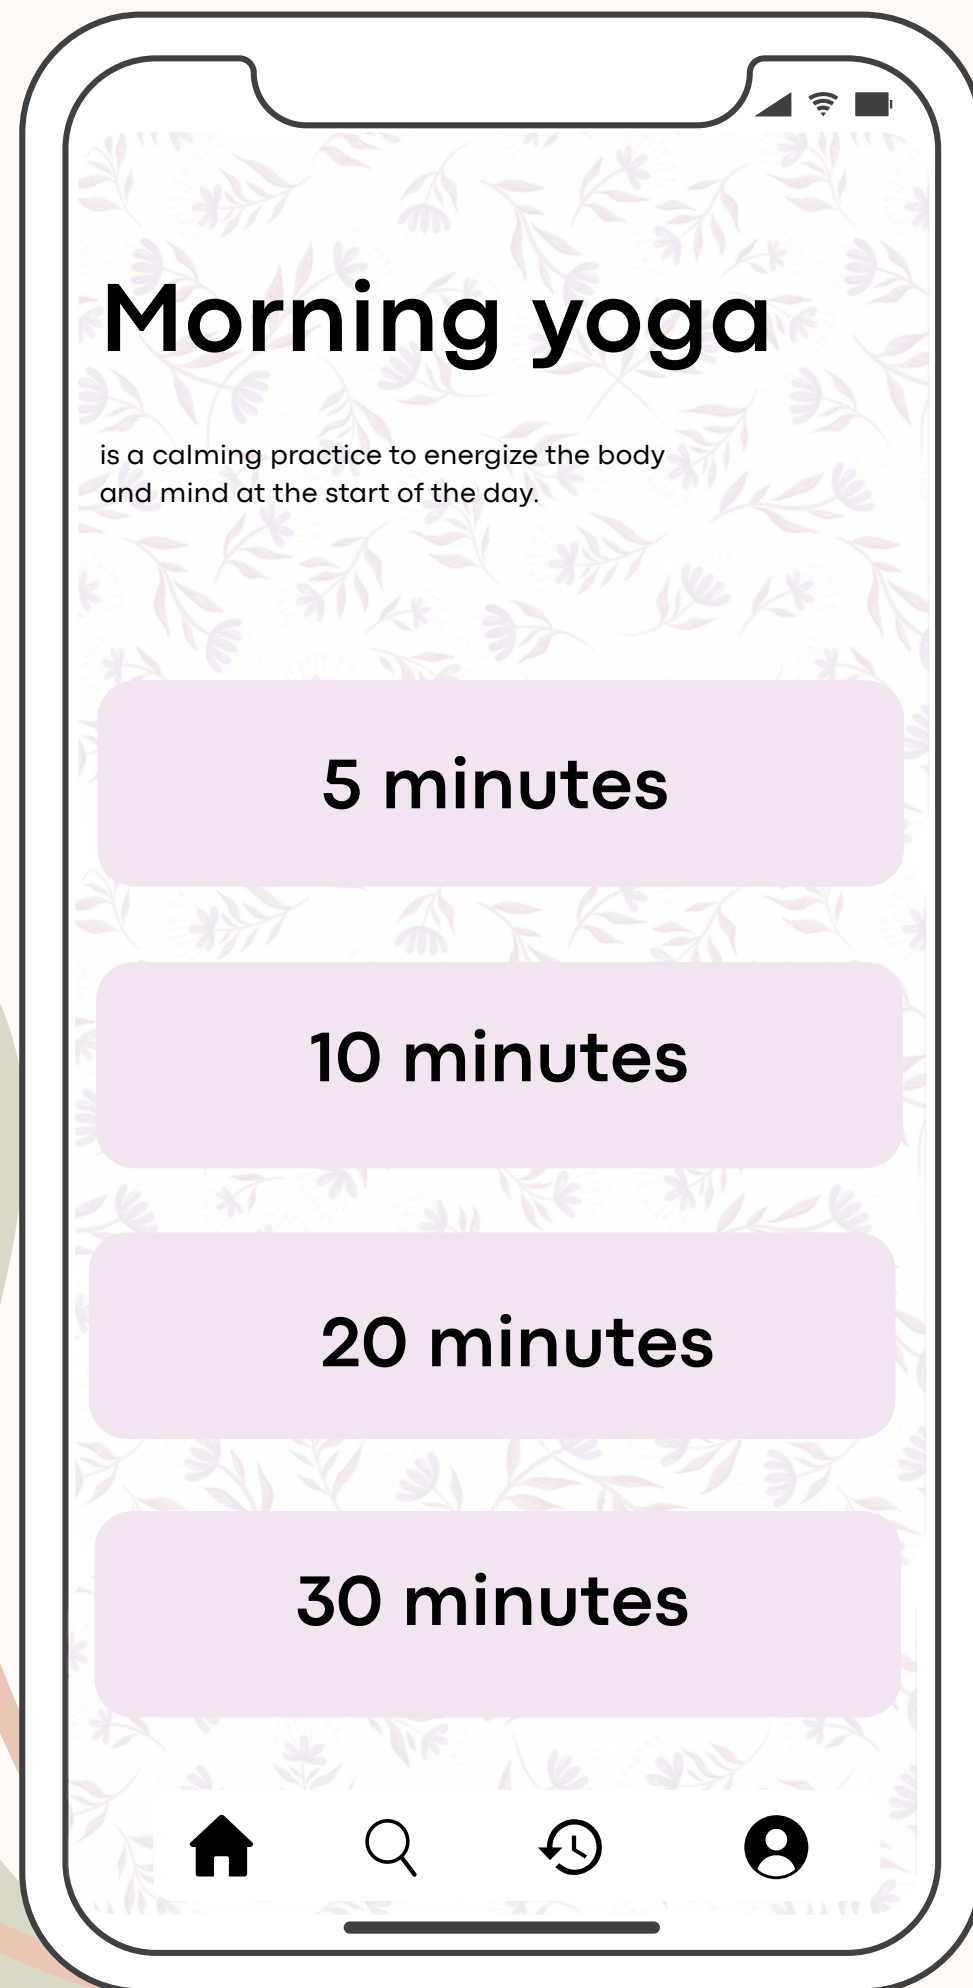 Morning yoga
is a calming practice to energize the body
and mind at the start of the day.
5 minutes
10 minutes
20 minutes
30 minutes